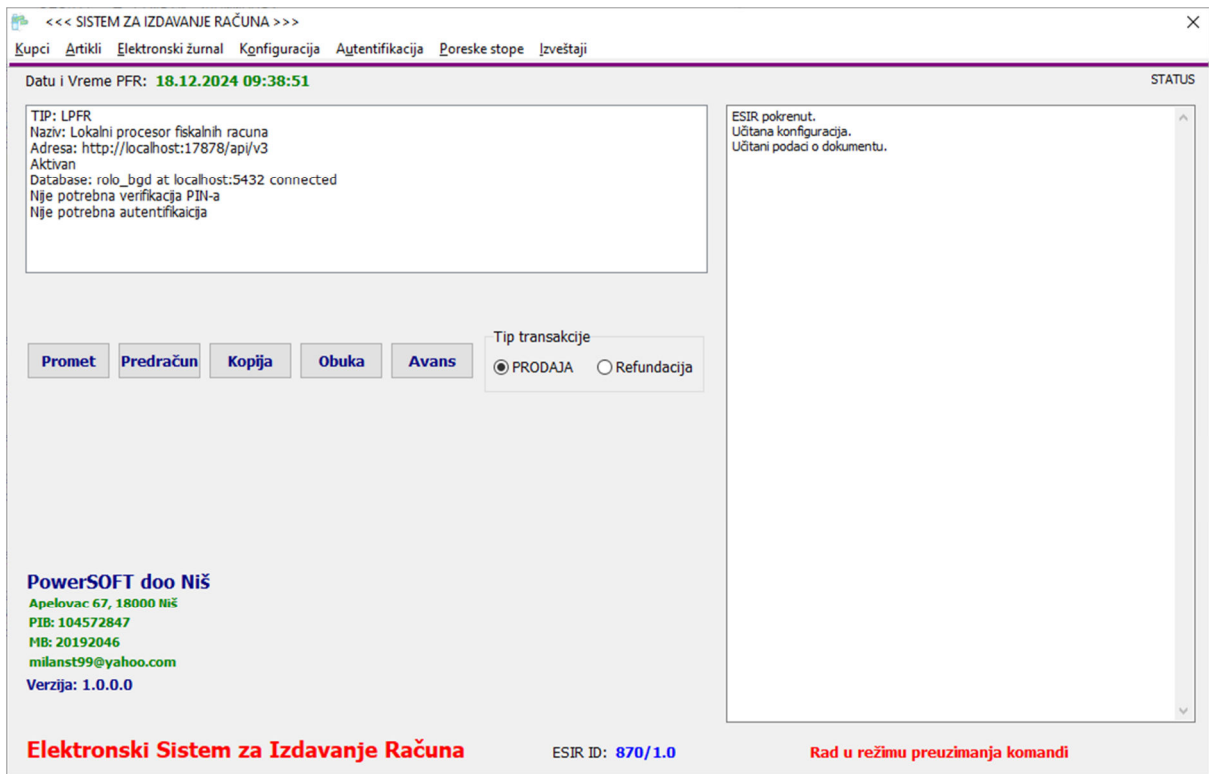 <<< SISTEM ZA IZDAVANJE RAČUNA >>>
Kupci Artikli Elektronski žurnal Konfiguracija Autentifikacija Poreske stope Izveštaji
Datu i Vreme PFR: 18.12.2024 09:38:51
STATUS
TIP: LPFR
Naziv: Lokalni procesor fiskalnih racuna
Adresa: http://localhost:17878/api/v3
Aktivan
Database: rolo_bgd at localhost:5432 connected
Nije potrebna verifikacija PIN-a
Nije potrebna autentifikaicija
ESIR pokrenut.
Učitana konfiguracija.
Učitani podaci o dokumentu.
Tip transakcije
Promet Predračun Kopija Obuka Avans PRODAJA Refundacija
PowerSOFT doo Niš
Apelovac 67, 18000 Niš
PIB: 104572847
MB: 20192046
milanst99@yahoo.com
Verzija: 1.0.0.0
Elektronski Sistem za Izdavanje Računa ESIR ID: 870/1.0 Rad u režimu preuzimanja komandi